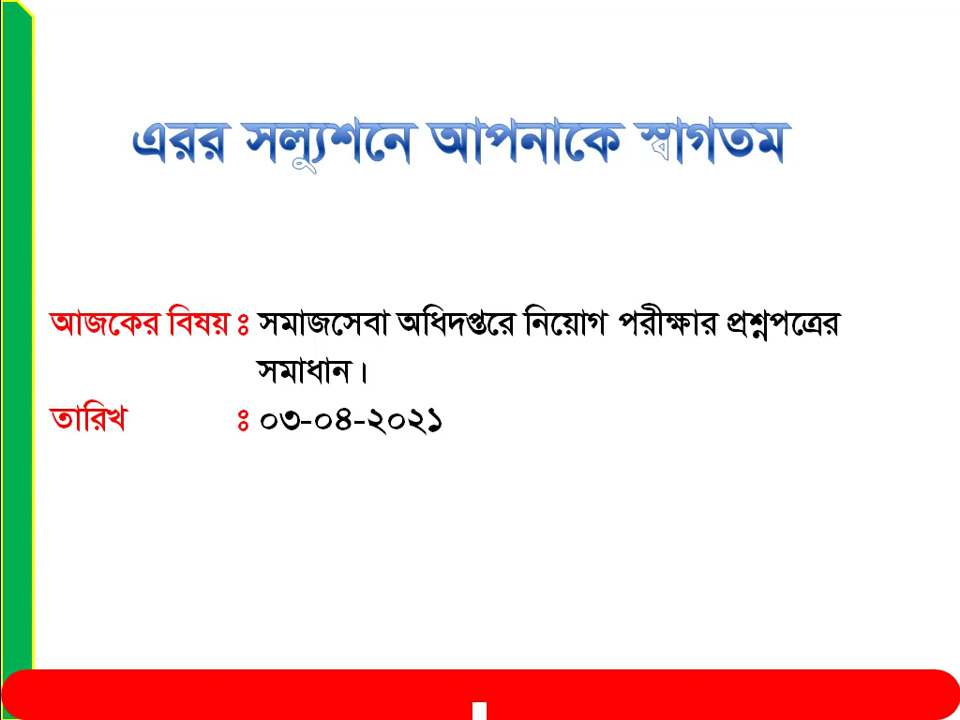 এরর সল্যুশনে আপনাকে স্বাগতম
আজকের বিষয় ঃ সমাজসেবা অধিদপ্তরে নিয়োগ পরীক্ষার প্রশ্নপত্রের
সমাধান।
তারিখ ঃ ০৩-০৪-২০২১